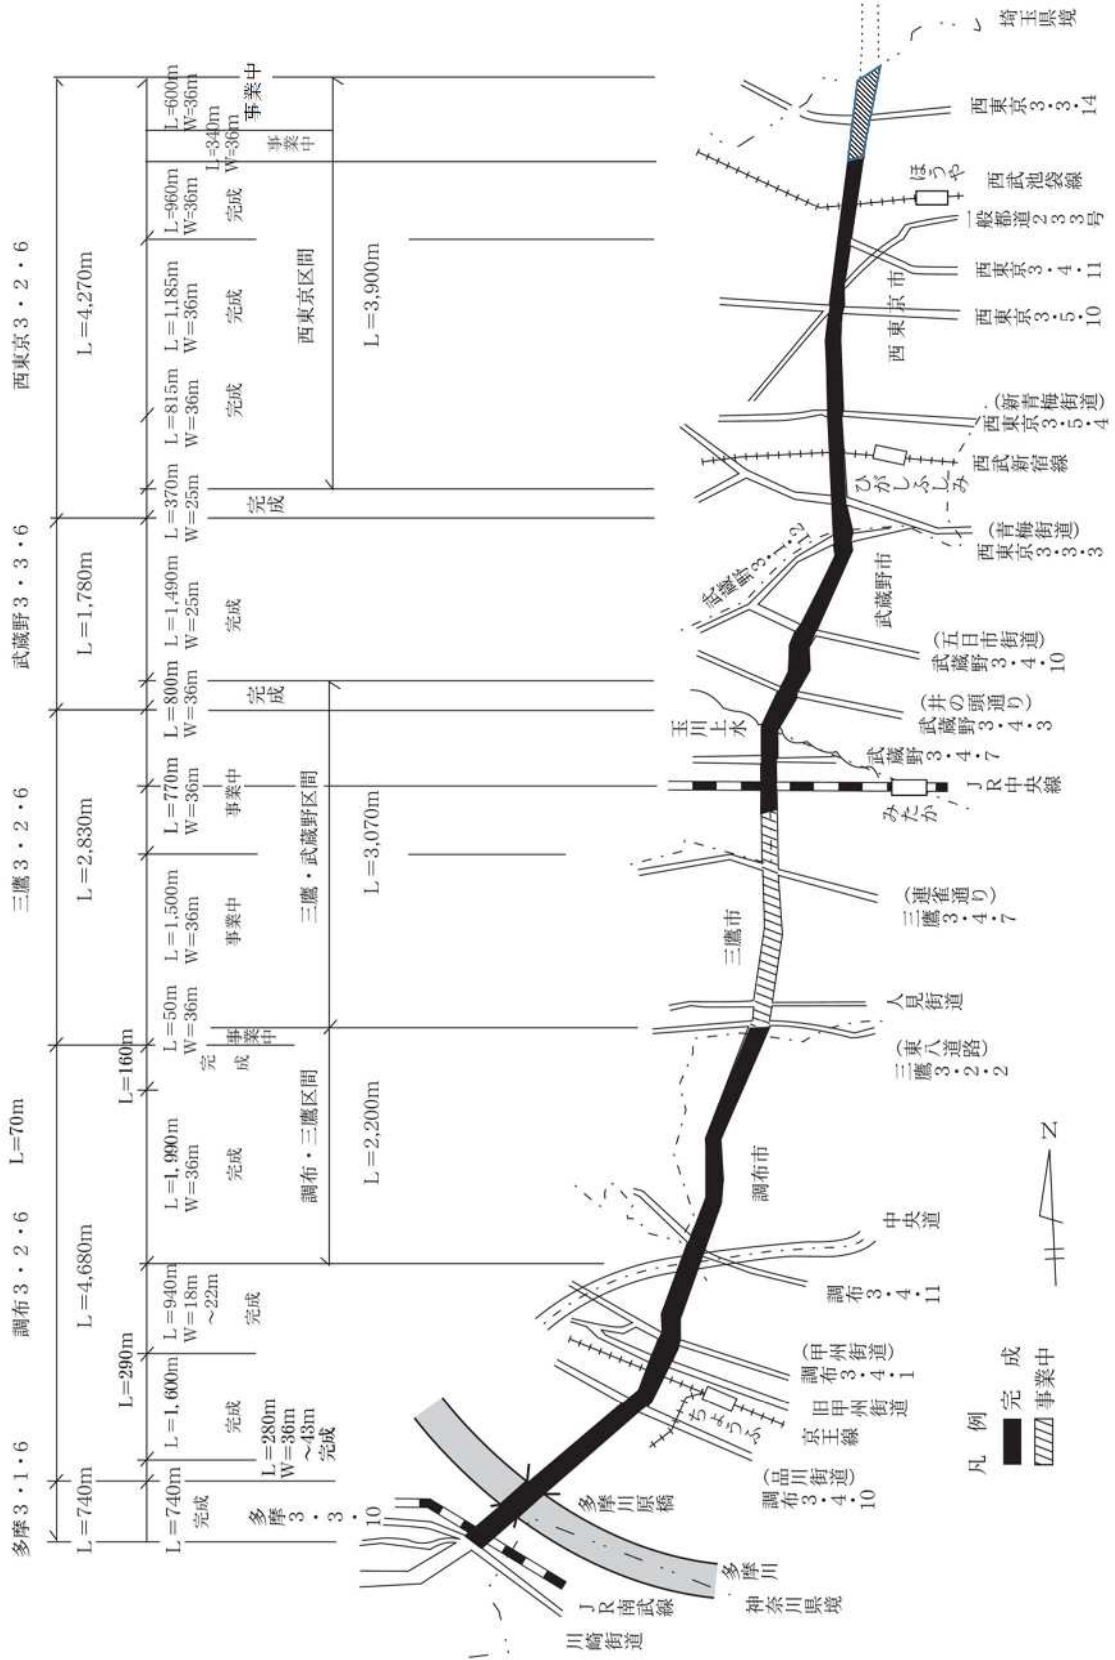 多摩3・1・6
調布3・2・6
L=70m
三鷹3・2・6
武蔵野3・3・6
西東京3・2・6
L=740m
L=4,680m
L=2,830m
L=1,780m
L=4,270m
L=290m
L=160m
L=740m
完成
L=280m
W=36m
~43m
完成
L=1,600m
完成
L=940m
W=18m
~22m
完成
L=1,990m
W=36m
完成
完成
L=50m
W=36m
事業中
L=1,500m
W=36m
事業中
L=770m
W=36m
事業中
L=800m
W=36m
完成
L=1,490m
W=25m
完成
L=370m
W=25m
完成
L=815m
W=36m
完成
L=1,185m
W=36m
完成
L=960m
W=36m
完成
L=340m
W=36m
事業中
L=600m
W=36m
事業中
調布・三鷹区間
L=2,200m
三鷹・武蔵野区間
L=3,070m
西東京区間
L=3,900m
多摩3・3・10
川崎街道
JR南武線
神奈川県境
多摩川
多摩川原橋
(品川街道)
調布3・4・10
京王線
ちょうふ
旧甲州街道
(甲州街道)
調布3・4・1
調布3・4・11
中央道
調布市
(東八道路)
三鷹3・2・2
人見街道
三鷹市
(連雀通り)
三鷹3・4・7
みたか
JR中央線
武蔵野3・4・7
玉川上水
(井の頭通り)
武蔵野3・4・3
(五日市街道)
武蔵野3・4・10
武蔵野市
武蔵野3・1・2
(青梅街道)
西東京3・3・3
ひがしふしみ
西武新宿線
(新青梅街道)
西東京3・5・4
西東京市
西東京3・5・10
西東京3・4・11
一般都道233号
ほうや
西武池袋線
西東京3・3・14
埼玉県境
N
凡例
完成
事業中